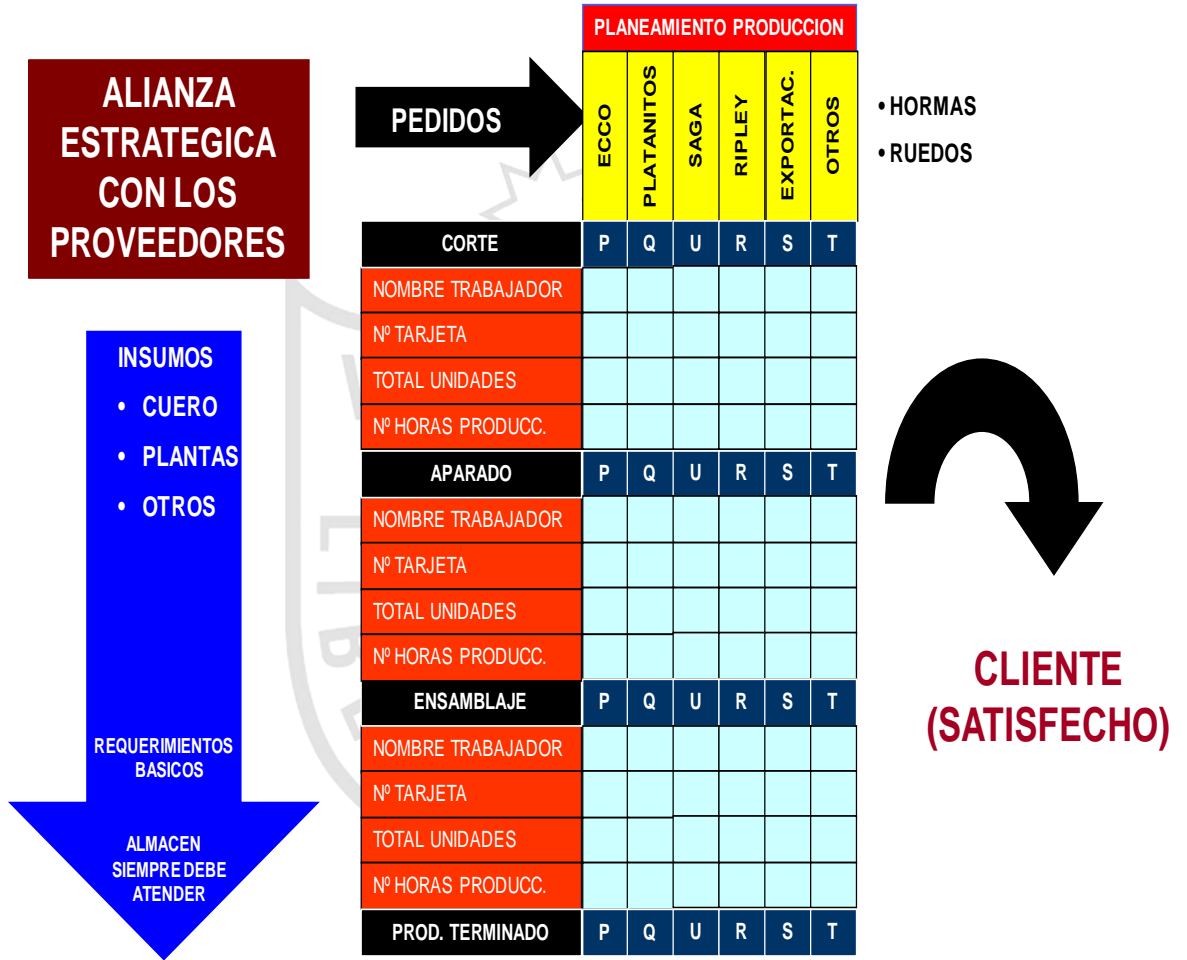 PLANEAMIENTO PRODUCCION
ALIANZA
ESTRATEGICA
CON LOS
PROVEEDORES
PEDIDOS
ECCO
PLATANITOS
SAGA
RIPLEY
EXPORTAC.
OTROS
• HORMAS
• RUEDOS
CORTE P Q U R S T
NOMBRE TRABAJADOR
Nº TARJETA
TOTAL UNIDADES
Nº HORAS PRODUCC.
APARADO P Q U R S T
NOMBRE TRABAJADOR
Nº TARJETA
TOTAL UNIDADES
Nº HORAS PRODUCC.
ENSAMBLAJE P Q U R S T
NOMBRE TRABAJADOR
Nº TARJETA
TOTAL UNIDADES
Nº HORAS PRODUCC.
PROD. TERMINADO P Q U R S T
INSUMOS
• CUERO
• PLANTAS
• OTROS
REQUERIMIENTOS
BASICOS
ALMACEN
SIEMPRE DEBE
ATENDER
CLIENTE
(SATISFECHO)
LIB